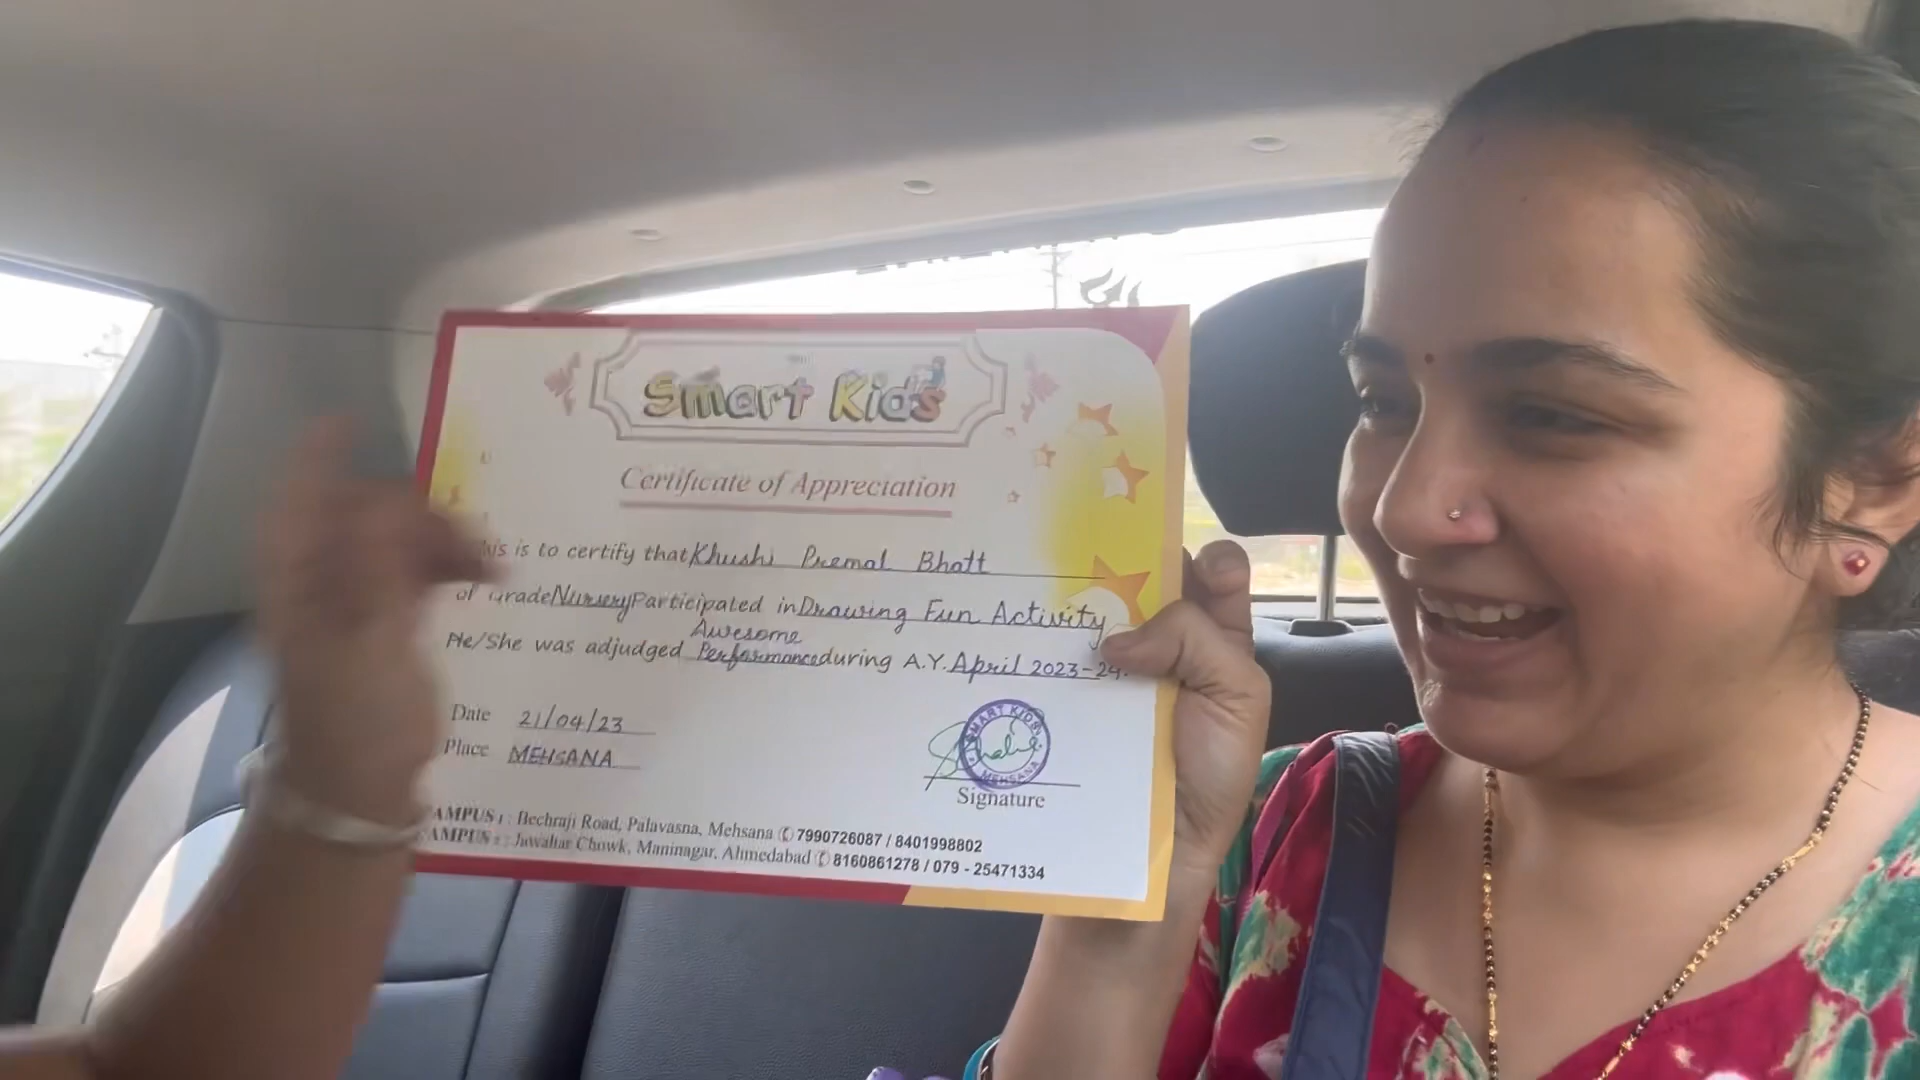 Smart Kids
Certificate of Appreciation
is to certify that Khushi Premal Bhatt
of Grade Nursery Participated in Drawing Fun Activity
Awesome
He/She was adjudged Performance during A.Y. April 2023-24.
Date 21/04/23
Place MEHSANA
SMART KIDS
MEHSANA
Signature
AMPUS 1 : Bechraji Road, Palavasna, Mehsana 7990726087 / 8401998802
AMPUS 2 : Jawahar Chowk, Maninagar, Ahmedabad 8160861278 / 079 - 25471334